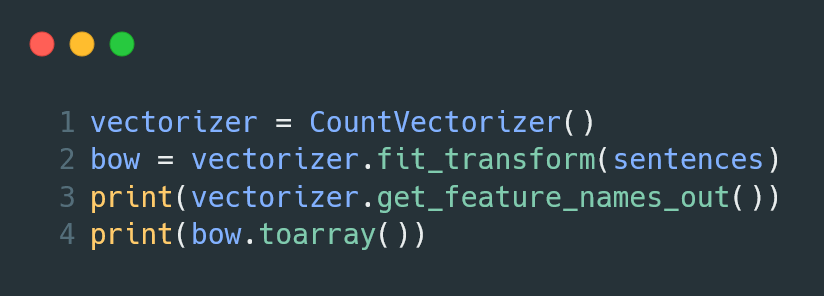 1 vectorizer = CountVectorizer()
2 bow = vectorizer.fit_transform(sentences)
3 print(vectorizer.get_feature_names_out())
4 print(bow.toarray())